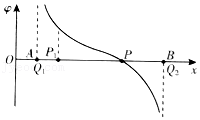 φ
O A P₁ P B x
Q₁ Q₂